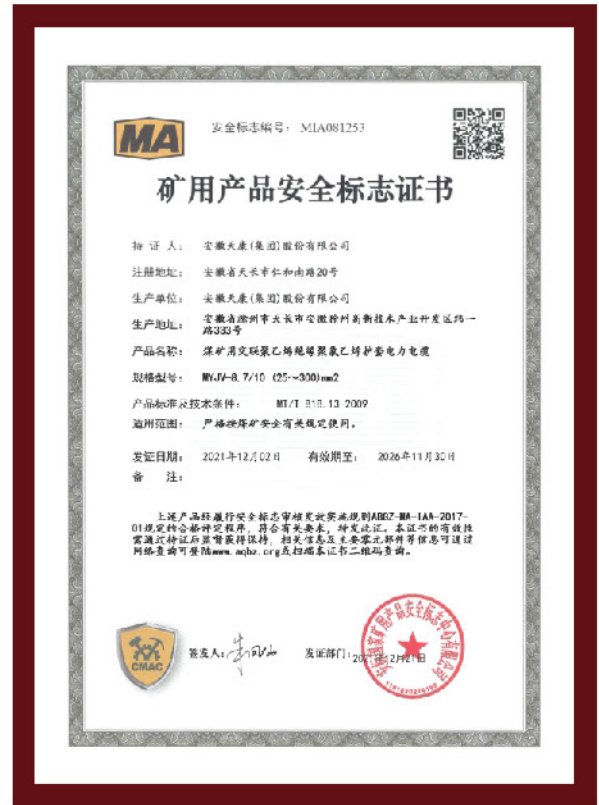 MA
安全标志编号： MIA081253
矿用产品安全标志证书
持 证 人： 安徽天康(集团)股份有限公司
注册地址： 安徽省天长市仁和南路20号
生产单位： 安徽天康(集团)股份有限公司
生产地址： 安徽省滁州市天长市安徽滁州高新技术产业开发区纬一
路333号
产品名称： 煤矿用交联聚乙烯绝缘聚氯乙烯护套电力电缆
规格型号： MYJV-8.7/10 (25~300)mm2
产品标准及技术条件： MT/T 818.13-2009
适用范围： 严格按煤矿安全有关规定使用。
发证日期： 2021年12月02日 有效期至： 2026年11月30日
备 注：
上述产品经履行安全标志审核发放实施规则ABGZ-MA-IAA-2017-
01规定的合格评定程序，符合有关要求，特发此证。本证书的有效性
需通过持证后监督获得保持，相关信息及主要零元部件等信息可通过
网络查询可登陆www.aqbz.org或扫描本证书二维码查询。
CMAC
签发人：
发证部门：
2021年12月21日